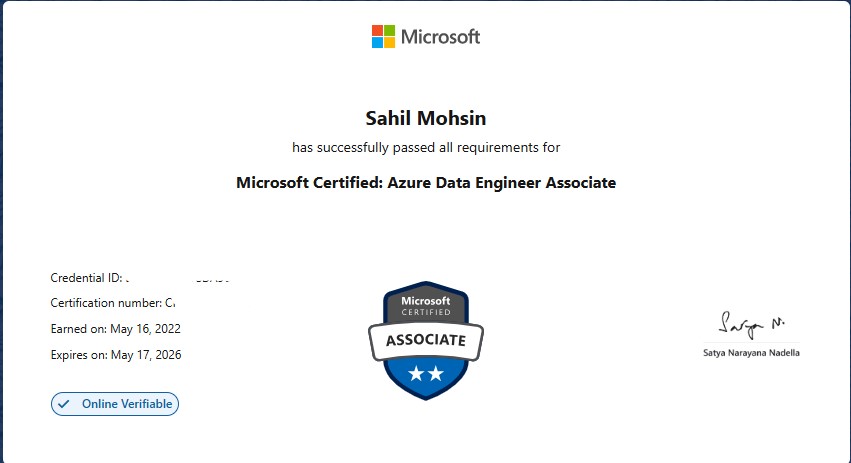 Microsoft
Sahil Mohsin
has successfully passed all requirements for
Microsoft Certified: Azure Data Engineer Associate
Credential ID:
Certification number:
Earned on: May 16, 2022
Expires on: May 17, 2026
Online Verifiable
Microsoft
CERTIFIED
ASSOCIATE
Satya N.
Satya Narayana Nadella